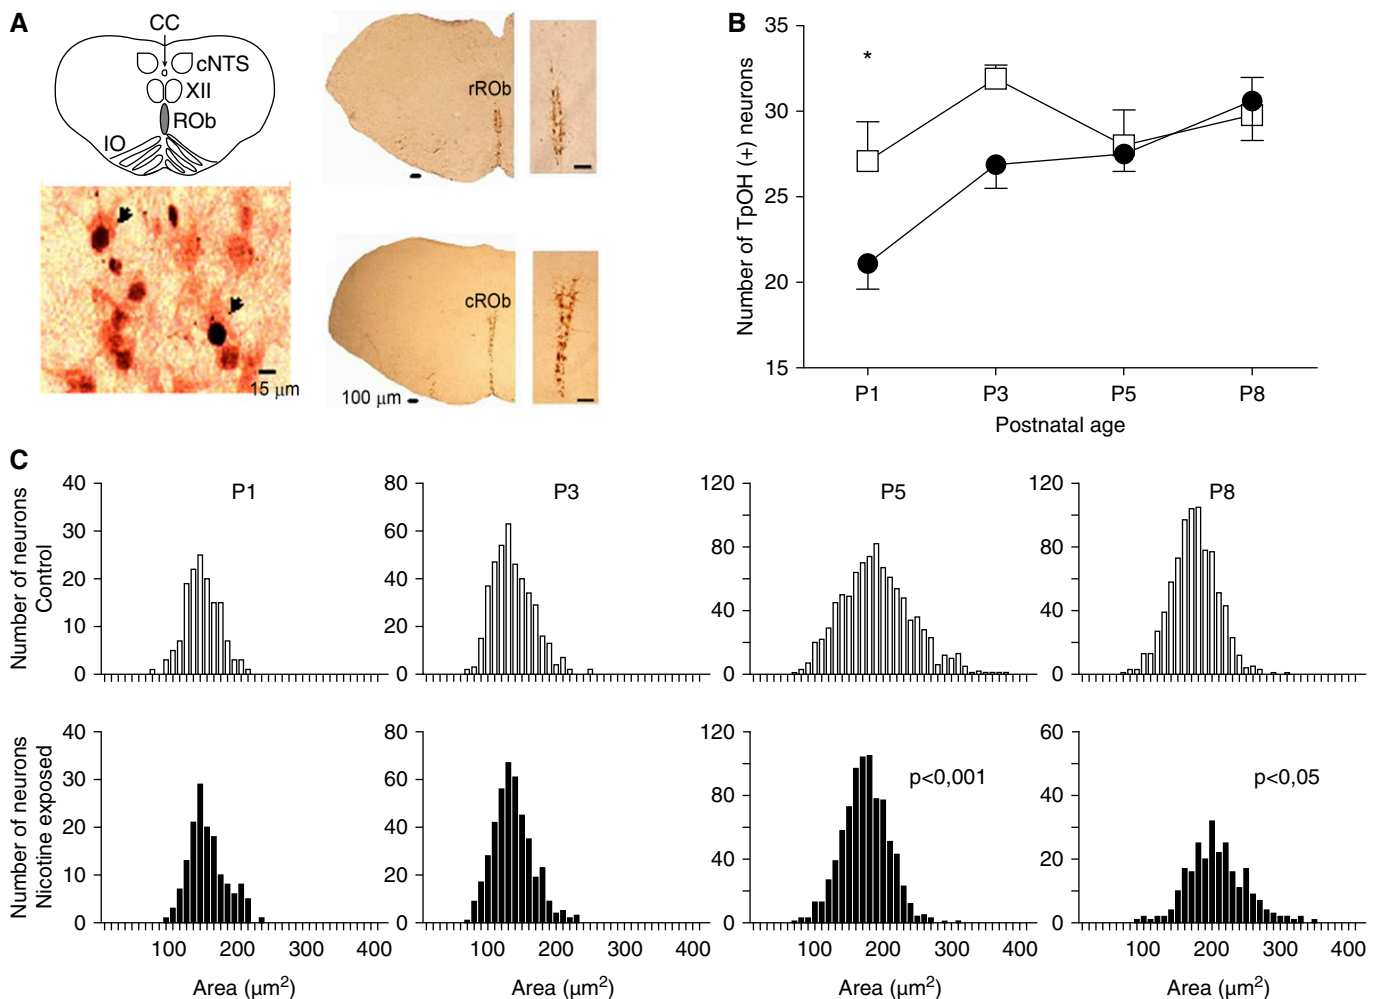 A
CC
cNTS
XII
ROb
IO
15 μm
rROb
cROb
100 μm
B
Number of TpOH (+) neurons
35
30
25
20
15
*
P1 P3 P5 P8
Postnatal age
C
Number of neurons
Control
40
30
20
10
0
P1
80
60
40
20
0
P3
120
80
40
0
P5
120
80
40
0
P8
Number of neurons
Nicotine exposed
40
30
20
10
0
100 200 300 400
Area (μm²)
80
60
40
20
0
100 200 300 400
Area (μm²)
120
80
40
0
p<0,001
100 200 300 400
Area (μm²)
60
40
20
0
p<0,05
100 200 300 400
Area (μm²)